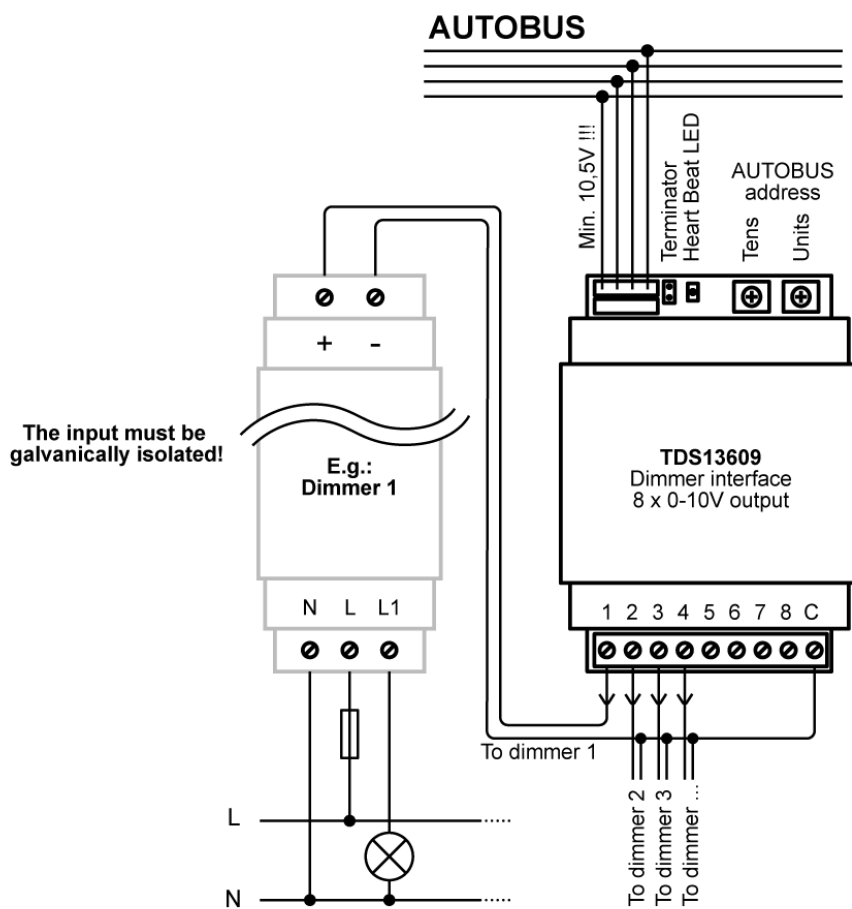 AUTOBUS
Min. 10,5V !!!
Terminator
Heart Beat LED
AUTOBUS
address
Tens
Units
+ -
The input must be
galvanically isolated!
E.g.:
Dimmer 1
TDS13609
Dimmer interface
8 x 0-10V output
N L L1
1 2 3 4 5 6 7 8 C
To dimmer 1
To dimmer 2
To dimmer 3
To dimmer ...
L
N